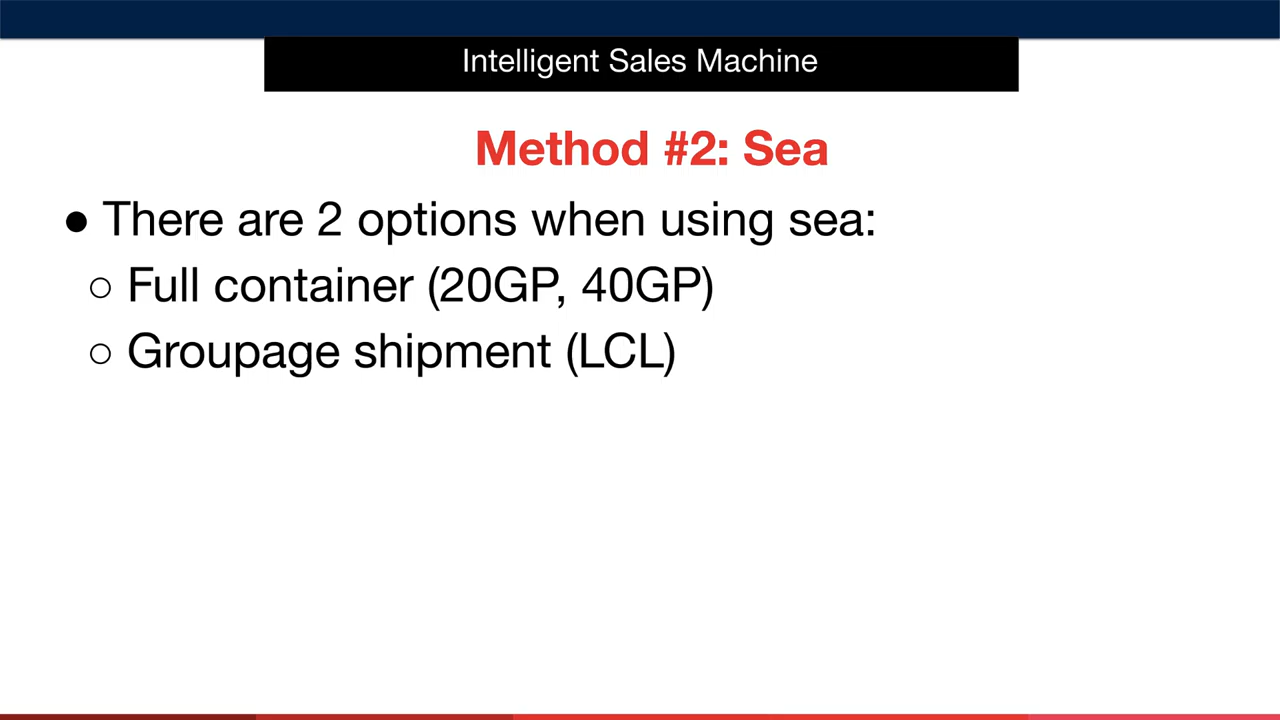 Intelligent Sales Machine
Method #2: Sea
● There are 2 options when using sea:
○ Full container (20GP, 40GP)
○ Groupage shipment (LCL)